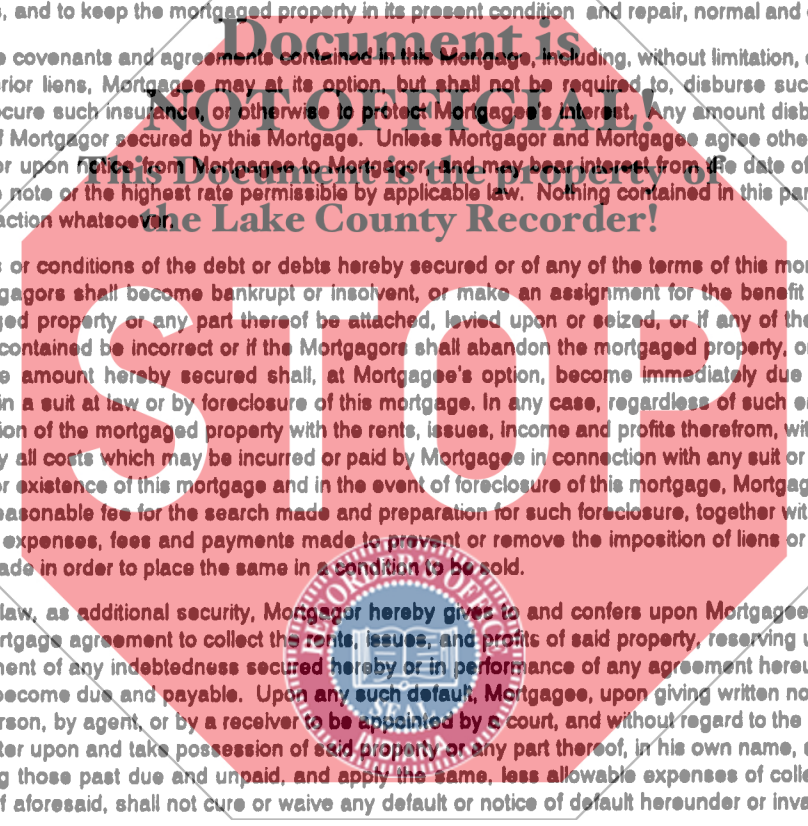 , and to keep the mortgaged property in its present condition and repair, normal and
Document is
covenants and agreements contained in this Mortgage, including, without limitation,
rior liens, Mortgagee may at its option, but shall not be required to, disburse suc
NOT OFFICIAL!
ocure such insurance, or otherwise to protect Mortgagee's interest. Any amount disb
f Mortgagor secured by this Mortgage. Unless Mortgagor and Mortgagee agree othe
or upon notice from Mortgagee to Mortgagor, and may bear interest from the date of
This Document is the property of
note or the highest rate permissible by applicable law. Nothing contained in this par
action whatsoever.
the Lake County Recorder!
s or conditions of the debt or debts hereby secured or of any of the terms of this mor
gagors shall become bankrupt or insolvent, or make an assignment for the benefit
ed property or any part thereof be attached, levied upon or seized, or if any of the
contained be incorrect or if the Mortgagors shall abandon the mortgaged property, o
e amount hereby secured shall, at Mortgagee's option, become immediately due
in a suit at law or by foreclosure of this mortgage. In any case, regardless of such e
STOP
ion of the mortgaged property with the rents, issues, income and profits therefrom, wit
y all costs which may be incurred or paid by Mortgagee in connection with any suit or
or existence of this mortgage and in the event of foreclosure of this mortgage, Mortgag
easonable fee for the search made and preparation for such foreclosure, together wit
expenses, fees and payments made to prevent or remove the imposition of liens or
ade in order to place the same in a condition to be sold.
RECORDER'S OFFICE
law, as additional security, Mortgagor hereby gives to and confers upon Mortgagee
rtgage agreement to collect the rents, issues, and profits of said property, reserving u
ment of any indebtedness secured hereby or in performance of any agreement hereu
become due and payable. Upon any such default, Mortgagee, upon giving written no
SEAL
rson, by agent, or by a receiver to be appointed by a court, and without regard to the
INDIANA
ter upon and take possession of said property or any part thereof, in his own name,
g those past due and unpaid, and apply the same, less allowable expenses of colle
f aforesaid, shall not cure or waive any default or notice of default hereunder or inva